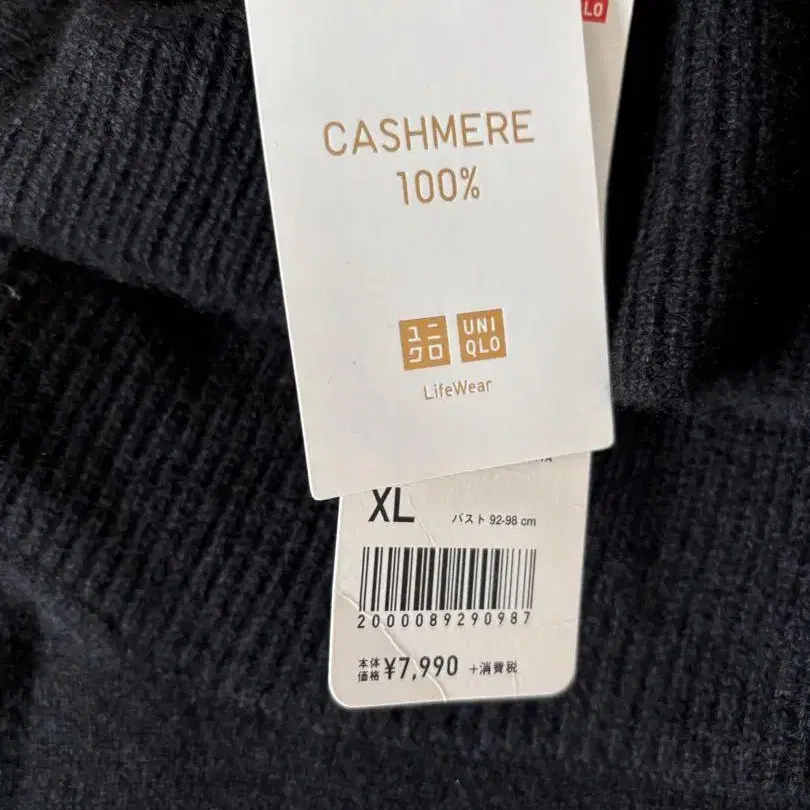 LO
CASHMERE
100%
ユニ
クロ
UNI
QLO
LifeWear
XL
バスト 92-98 cm
2000089290987
本体
価格 ¥7,990 +消費税